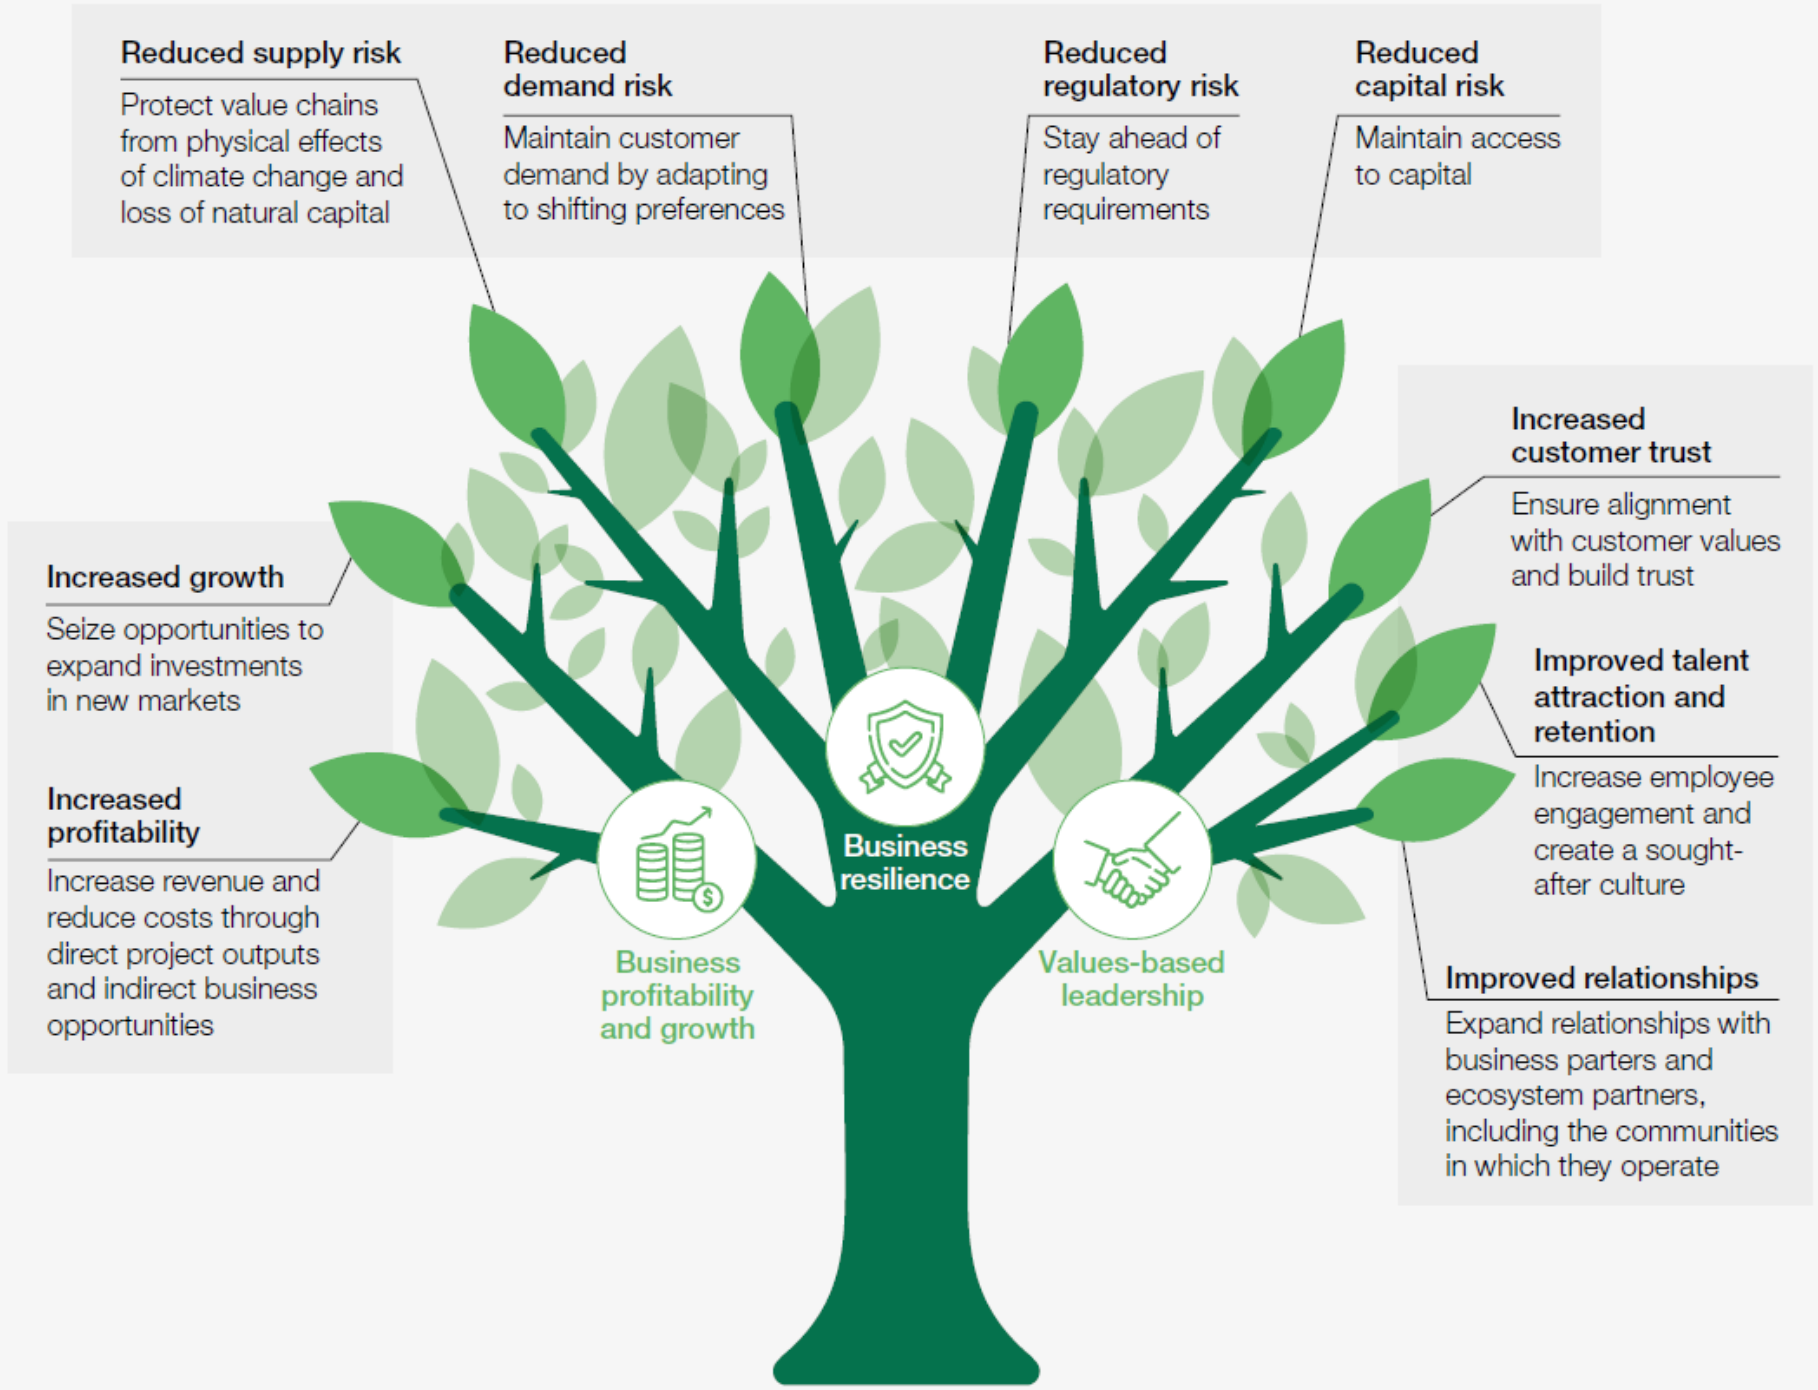 Reduced supply risk
Protect value chains
from physical effects
of climate change and
loss of natural capital
Reduced
demand risk
Maintain customer
demand by adapting
to shifting preferences
Reduced
regulatory risk
Stay ahead of
regulatory
requirements
Reduced
capital risk
Maintain access
to capital
Increased growth
Seize opportunities to
expand investments
in new markets
Increased
profitability
Increase revenue and
reduce costs through
direct project outputs
and indirect business
opportunities
$
Business
profitability
and growth
Business
resilience
Values-based
leadership
Increased
customer trust
Ensure alignment
with customer values
and build trust
Improved talent
attraction and
retention
Increase employee
engagement and
create a sought-
after culture
Improved relationships
Expand relationships with
business parters and
ecosystem partners,
including the communities
in which they operate